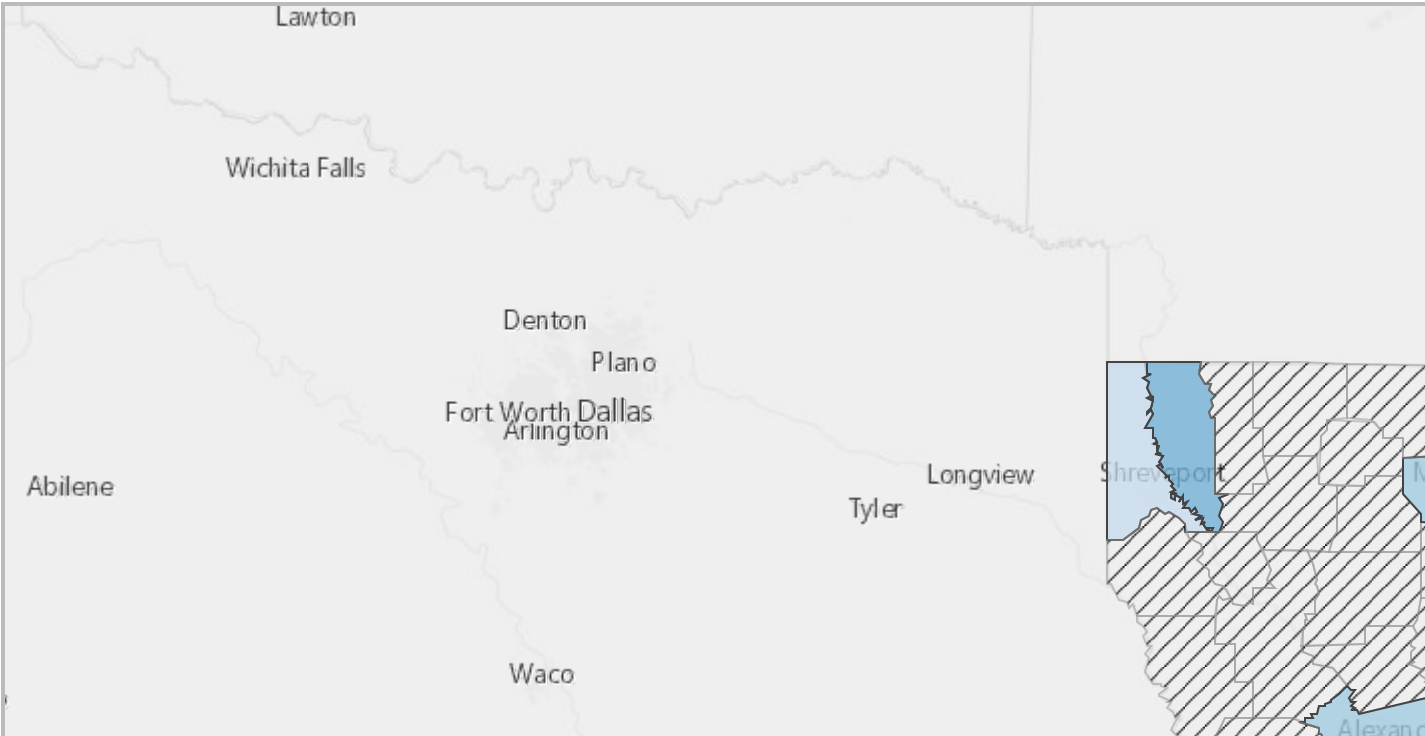 Lawton
Wichita Falls
Denton
Plano
Fort Worth Dallas
Arlington
Longview
Shreveport
Abilene
Tyler
Waco